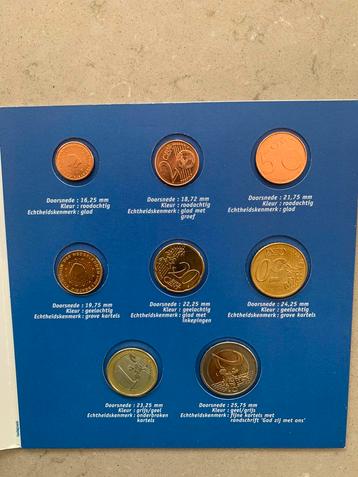 Doorsnede : 16,25 mm
Kleur : roodachtig
Echtheidskenmerk : glad
Doorsnede : 18,72 mm
Kleur : roodachtig
Echtheidskenmerk : glad met
groef
Doorsnede : 21,75 mm
Kleur : roodachtig
Echtheidskenmerk : glad
Doorsnede : 19,75 mm
Kleur : geelachtig
Echtheidskenmerk : grove kartels
Doorsnede : 22,25 mm
Kleur : geelachtig
Echtheidskenmerk : glad met
inkepingen
Doorsnede : 24,25 mm
Kleur : geelachtig
Echtheidskenmerk : grove kartels
Doorsnede : 23,25 mm
Kleur : grijs/geel
Echtheidskenmerk : onderbroken
kartels
Doorsnede : 25,75 mm
Kleur : geel/grijs
Echtheidskenmerk : fijne kartels met
randschrift 'God zij met ons'